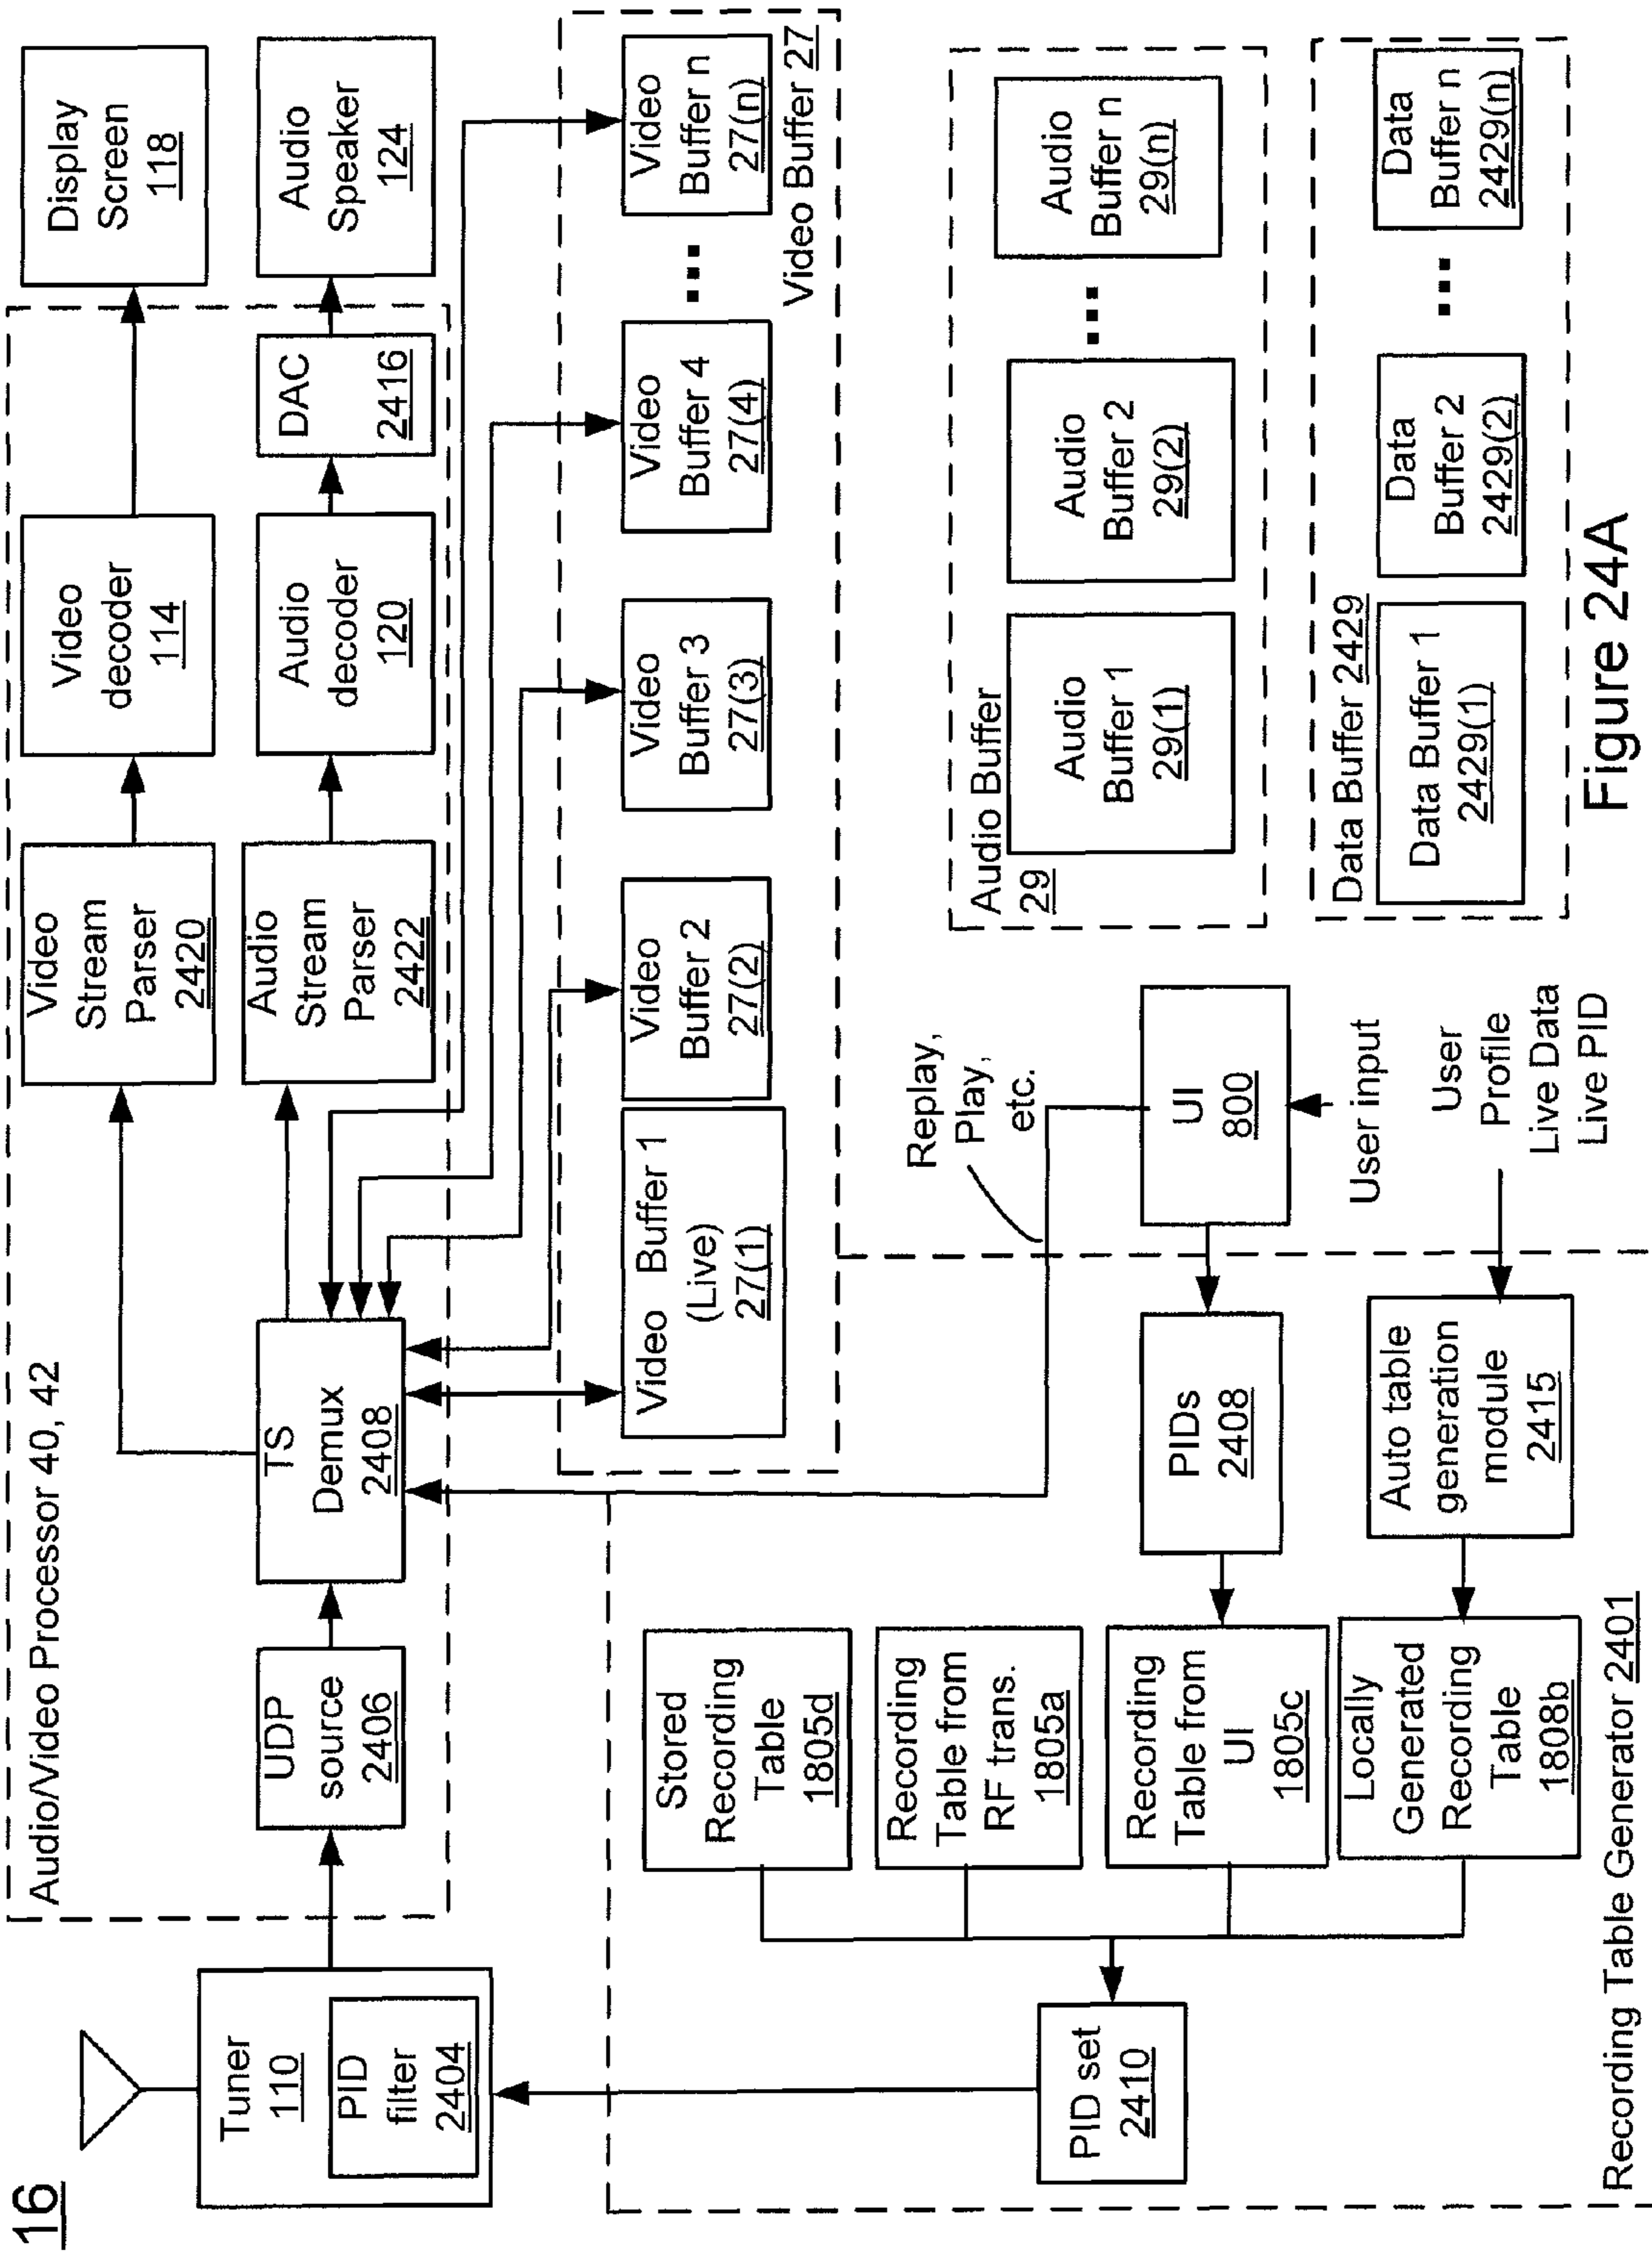 16
Audio/Video Processor 40, 42
Tuner
110
PID
filter
2404
UDP
source
2406
TS
Demux
2408
Video
Stream
Parser
2420
Audio
Stream
Parser
2422
Video
decoder
114
Audio
decoder
120
DAC
2416
Display
Screen
118
Audio
Speaker
124
Video Buffer 1
(Live)
27(1)
Video
Buffer 2
27(2)
Video
Buffer 3
27(3)
Video
Buffer 4
27(4)
...
Video
Buffer n
27(n)
Video Buffer 27
Stored
Recording
Table
1805d
Recording
Table from
RF trans.
1805a
Recording
Table from
UI
1805c
Locally
Generated
Recording
Table
1808b
PID set
2410
PIDs
2408
Auto table
generation
module
2415
Recording Table Generator 2401
Replay,
Play,
etc.
UI
800
User input
User
Profile
Live Data
Live PID
Audio Buffer
29
Audio
Buffer 1
29(1)
Audio
Buffer 2
29(2)
...
Audio
Buffer n
29(n)
Data Buffer 2429
Data Buffer 1
2429(1)
Data
Buffer 2
2429(2)
...
Data
Buffer n
2429(n)
Figure 24A